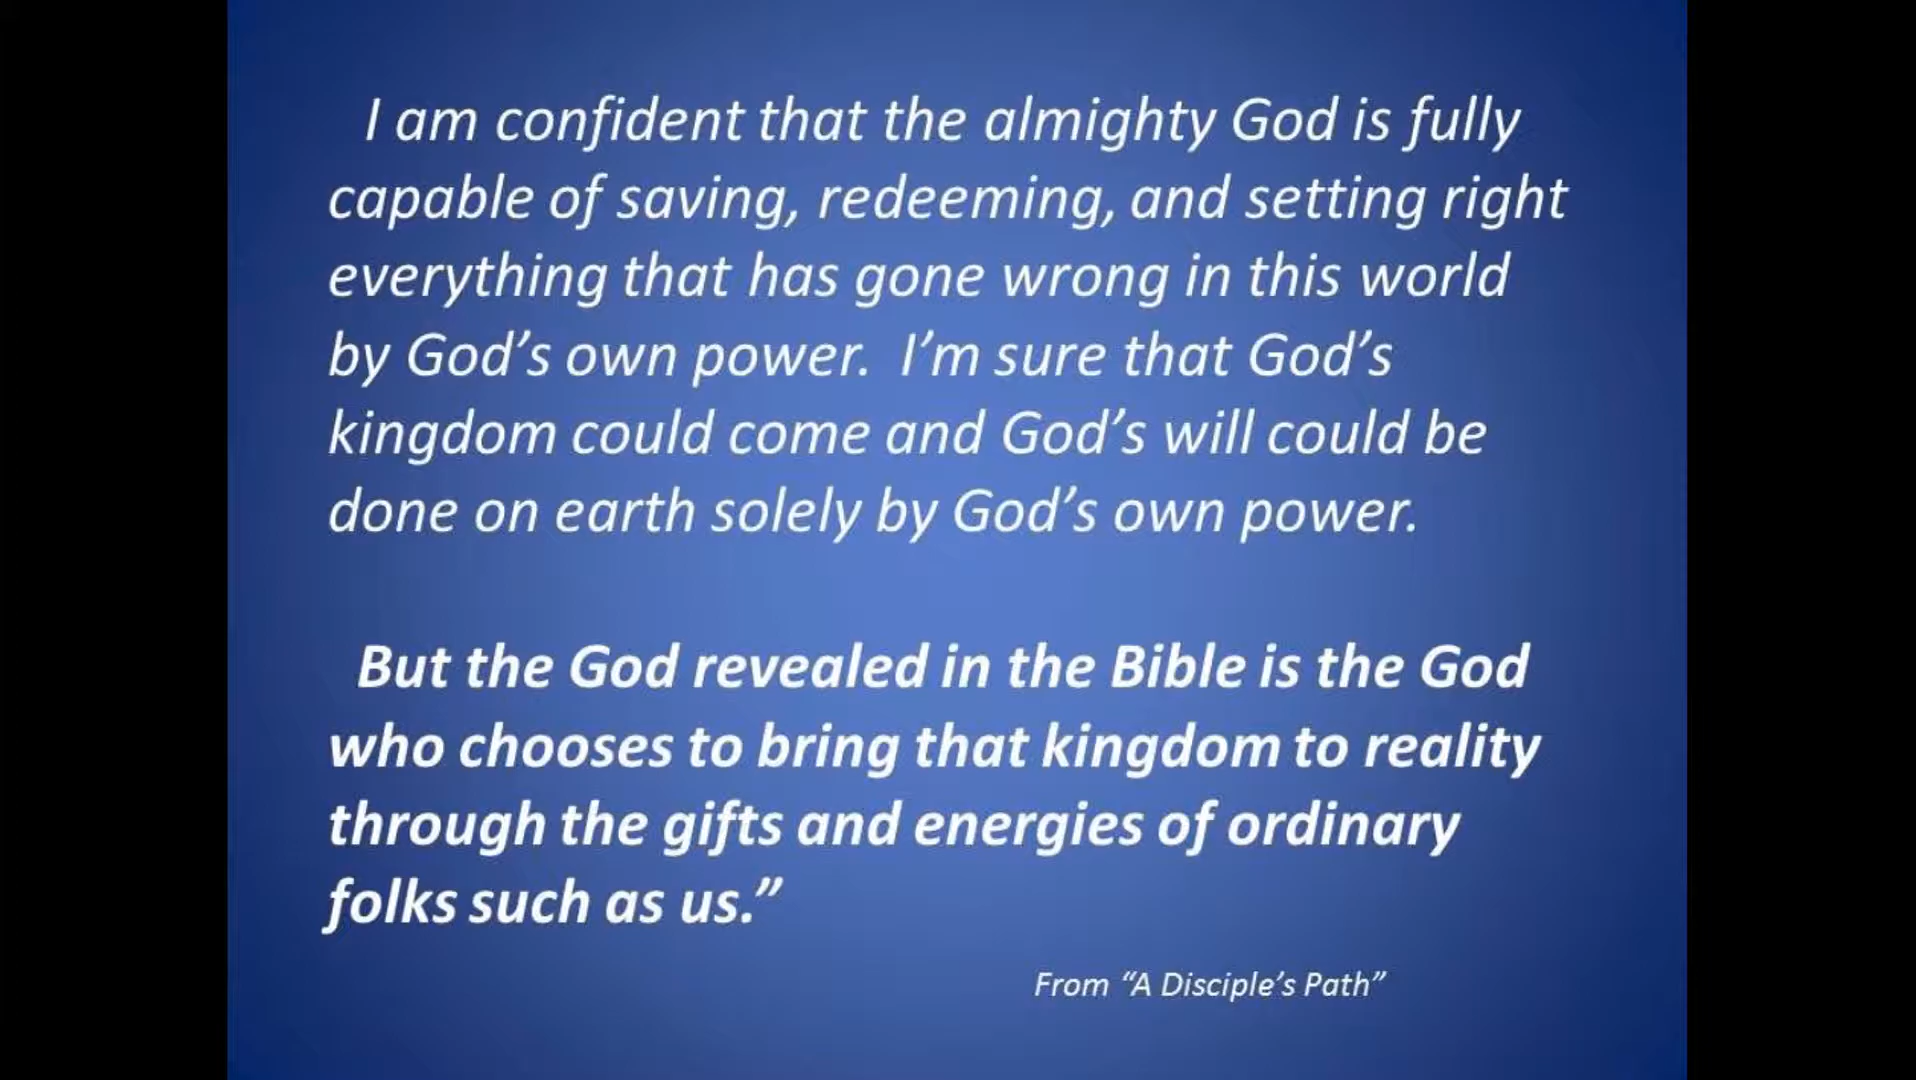 I am confident that the almighty God is fully
capable of saving, redeeming, and setting right
everything that has gone wrong in this world
by God’s own power.  I’m sure that God’s
kingdom could come and God’s will could be
done on earth solely by God’s own power.
But the God revealed in the Bible is the God
who chooses to bring that kingdom to reality
through the gifts and energies of ordinary
folks such as us.”
From “A Disciple’s Path”